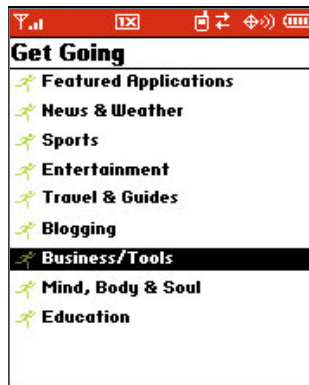 1X
Get Going
Featured Applications
News & Weather
Sports
Entertainment
Travel & Guides
Blogging
Business/Tools
Mind, Body & Soul
Education